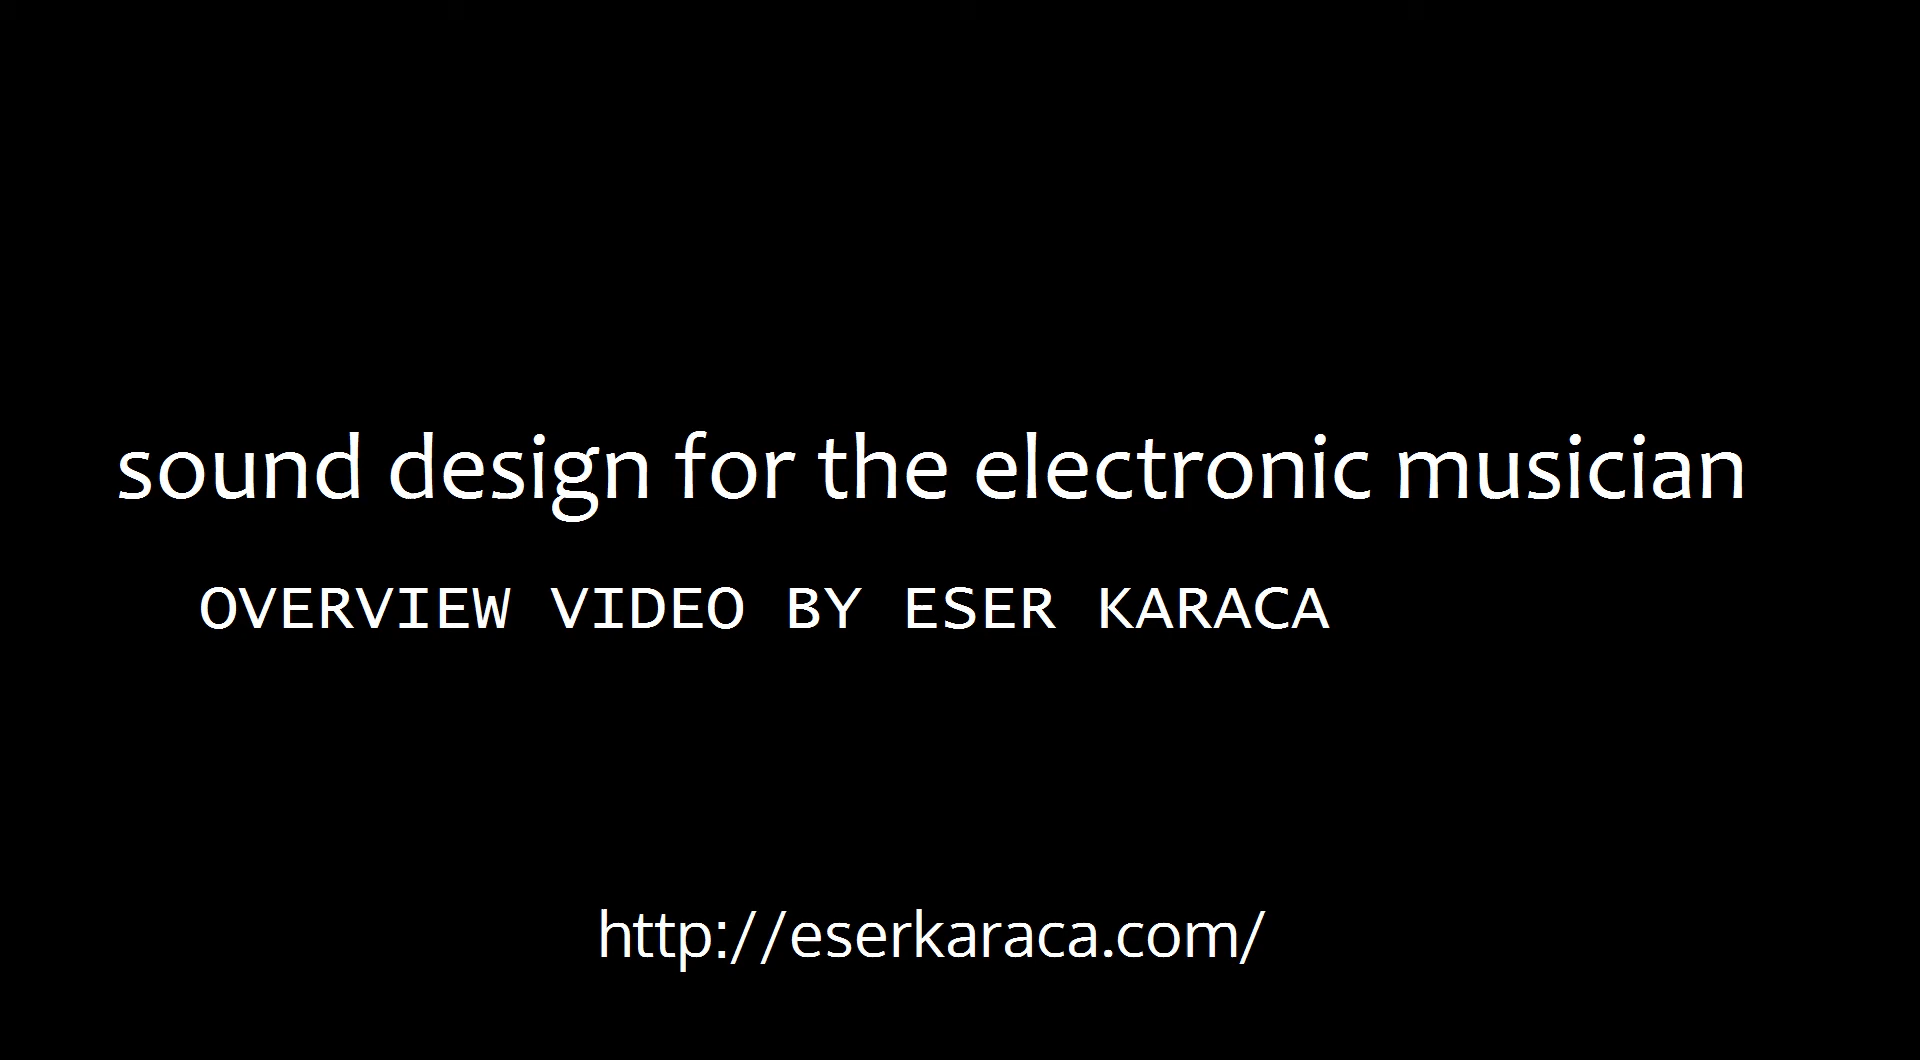 sound design for the electronic musician
OVERVIEW VIDEO BY ESER KARACA
http://eserkaraca.com/